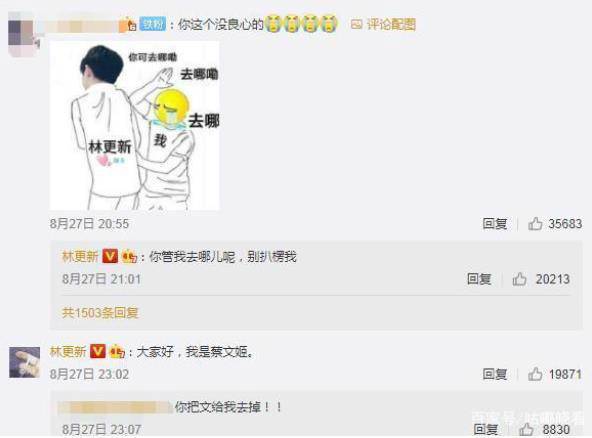 铁粉 :你这个没良心的😭😭😭😭 评论配图
你可去哪嘞
去哪嘞
去哪
林更新
我
8月27日 20:55 回复 35683
林更新 V :你管我去哪儿呢，别扒楞我
8月27日 21:01 回复 20213
共1503条回复
林更新 V :大家好，我是蔡文姬。
8月27日 23:02 回复 19871
你把文给我去掉！！
8月27日 23:07 回复 8830